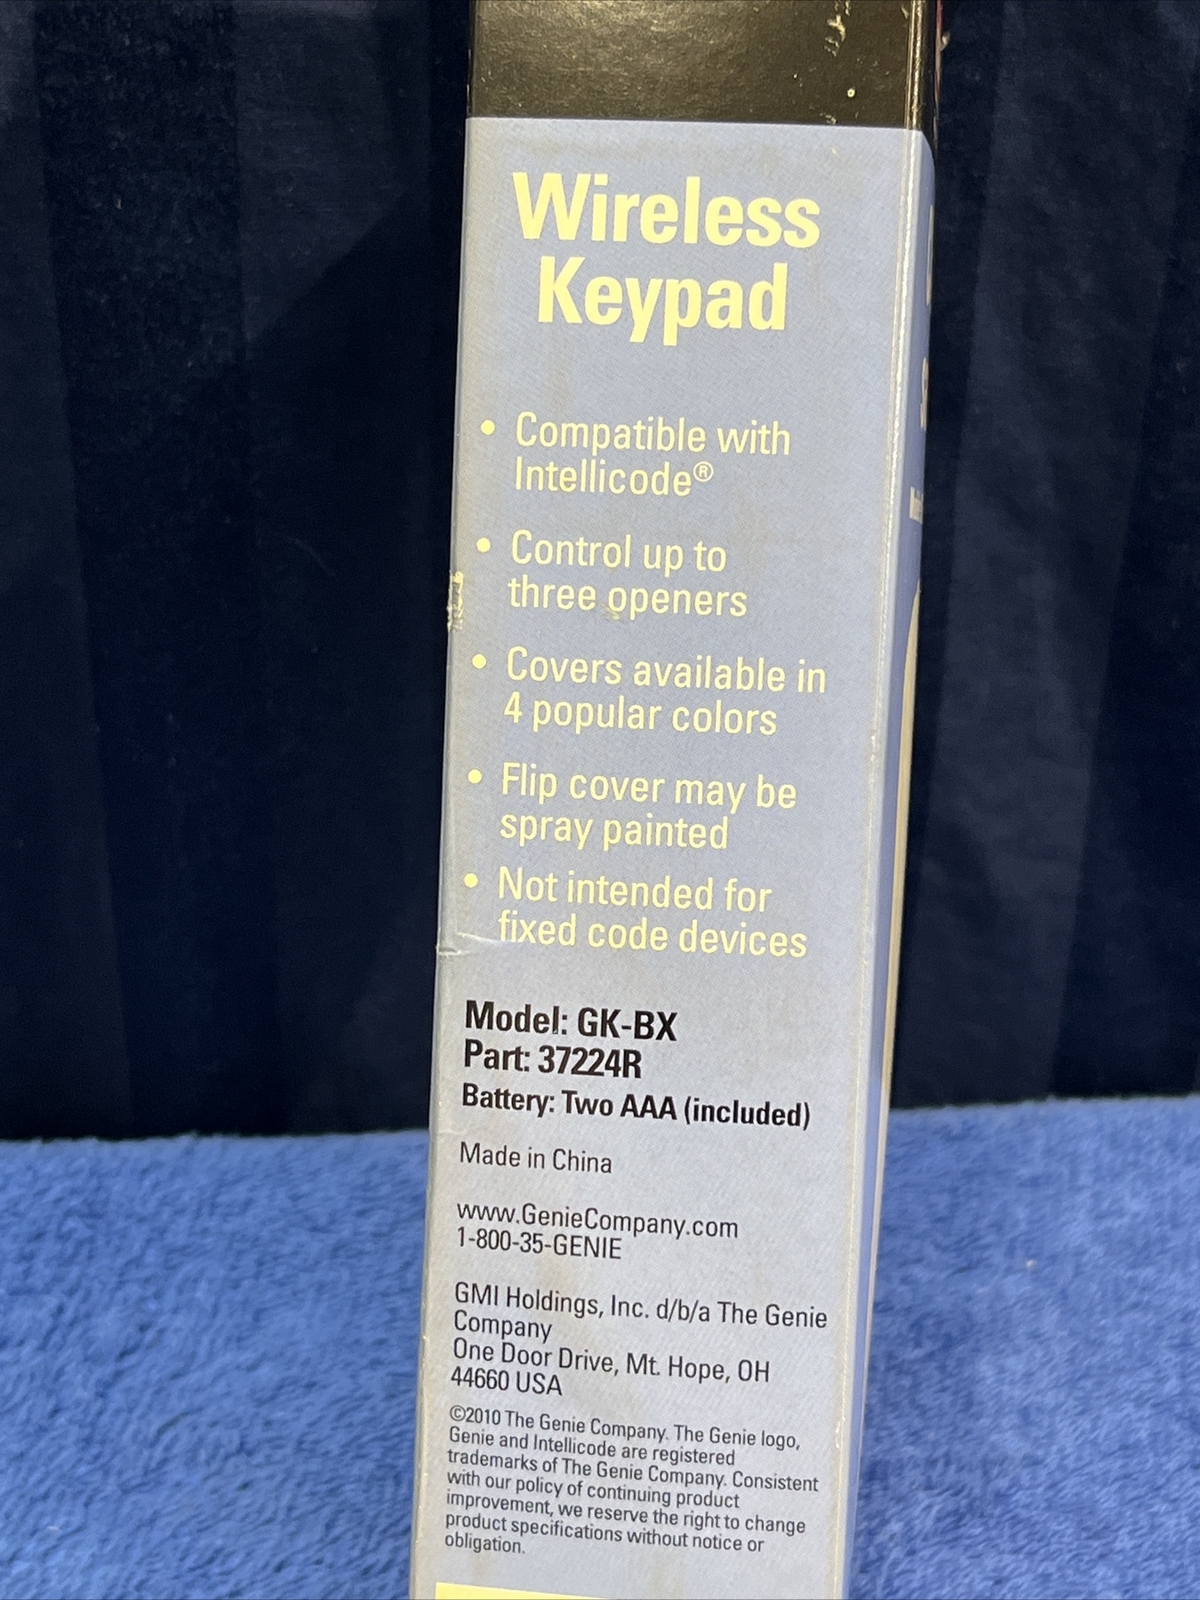 Wireless
Keypad
• Compatible with
Intellicode®
• Control up to
three openers
• Covers available in
4 popular colors
• Flip cover may be
spray painted
• Not intended for
fixed code devices
Model: GK-BX
Part: 37224R
Battery: Two AAA (included)
Made in China
www.GenieCompany.com
1-800-35-GENIE
GMI Holdings, Inc. d/b/a The Genie
Company
One Door Drive, Mt. Hope, OH
44660 USA
©2010 The Genie Company. The Genie logo,
Genie and Intellicode are registered
trademarks of The Genie Company. Consistent
with our policy of continuing product
improvement, we reserve the right to change
product specifications without notice or
obligation.